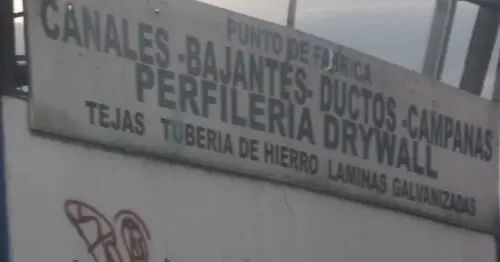 PUNTO DE FABRICA
CANALES - BAJANTES - DUCTOS - CAMPANAS
PERFILERIA DRYWALL
TEJAS TUBERIA DE HIERRO LAMINAS GALVANIZADAS